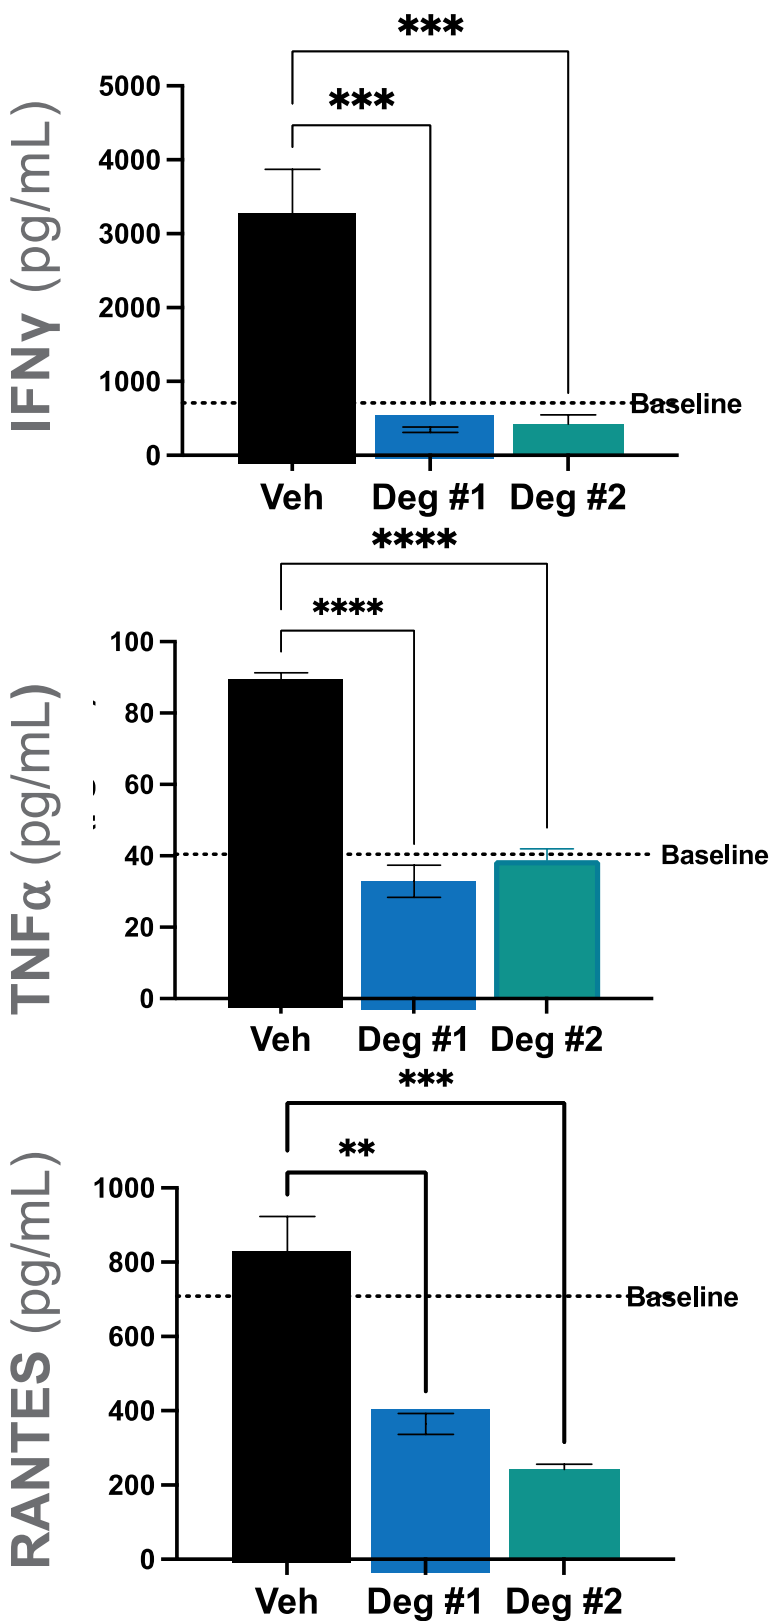 ***
***
IFNγ (pg/mL)
5000
4000
3000
2000
1000
0
Baseline
Veh Deg #1 Deg #2
****
****
TNFα (pg/mL)
100
80
60
40
20
0
Baseline
Veh Deg #1 Deg #2
***
**
RANTES (pg/mL)
1000
800
600
400
200
0
Baseline
Veh Deg #1 Deg #2